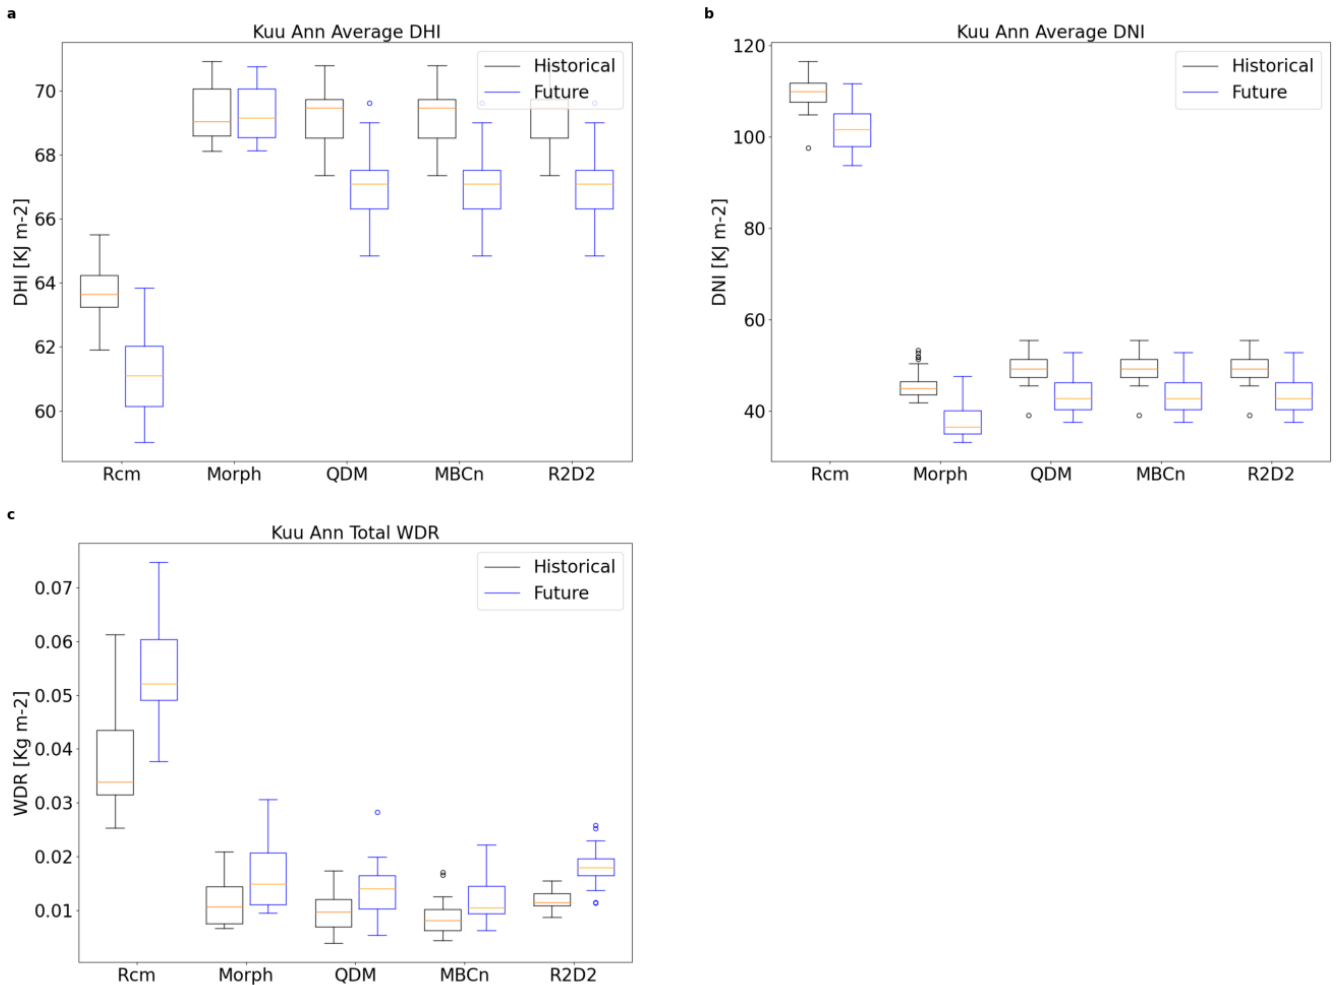 a
Kuu Ann Average DHI
Historical
Future
DHI [KJ m-2]
70
68
66
64
62
60
Rcm Morph QDM MBCn R2D2
b
Kuu Ann Average DNI
Historical
Future
DNI [KJ m-2]
120
100
80
60
40
Rcm Morph QDM MBCn R2D2
c
Kuu Ann Total WDR
Historical
Future
WDR [Kg m-2]
0.07
0.06
0.05
0.04
0.03
0.02
0.01
Rcm Morph QDM MBCn R2D2